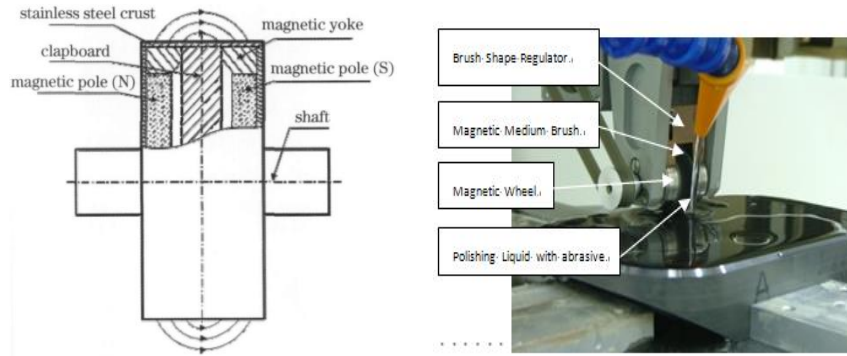 stainless steel crust
magnetic yoke
clapboard
magnetic pole (S)
magnetic pole (N)
shaft
Brush Shape Regulator
Magnetic Medium Brush
Magnetic Wheel
Polishing Liquid with abrasive
A